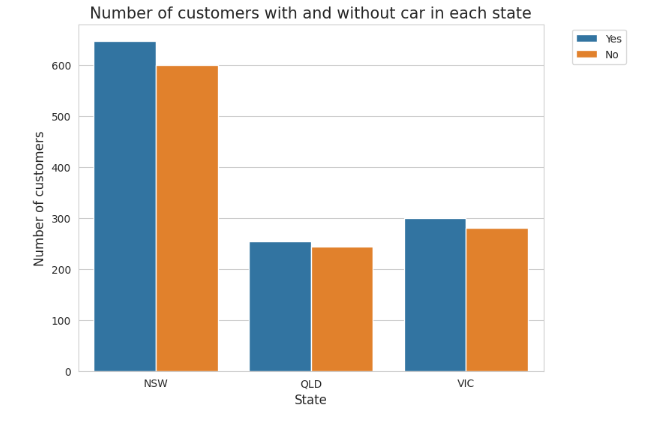 Number of customers with and without car in each state
Yes
No
Number of customers
600
500
400
300
200
100
0
NSW
QLD
VIC
State